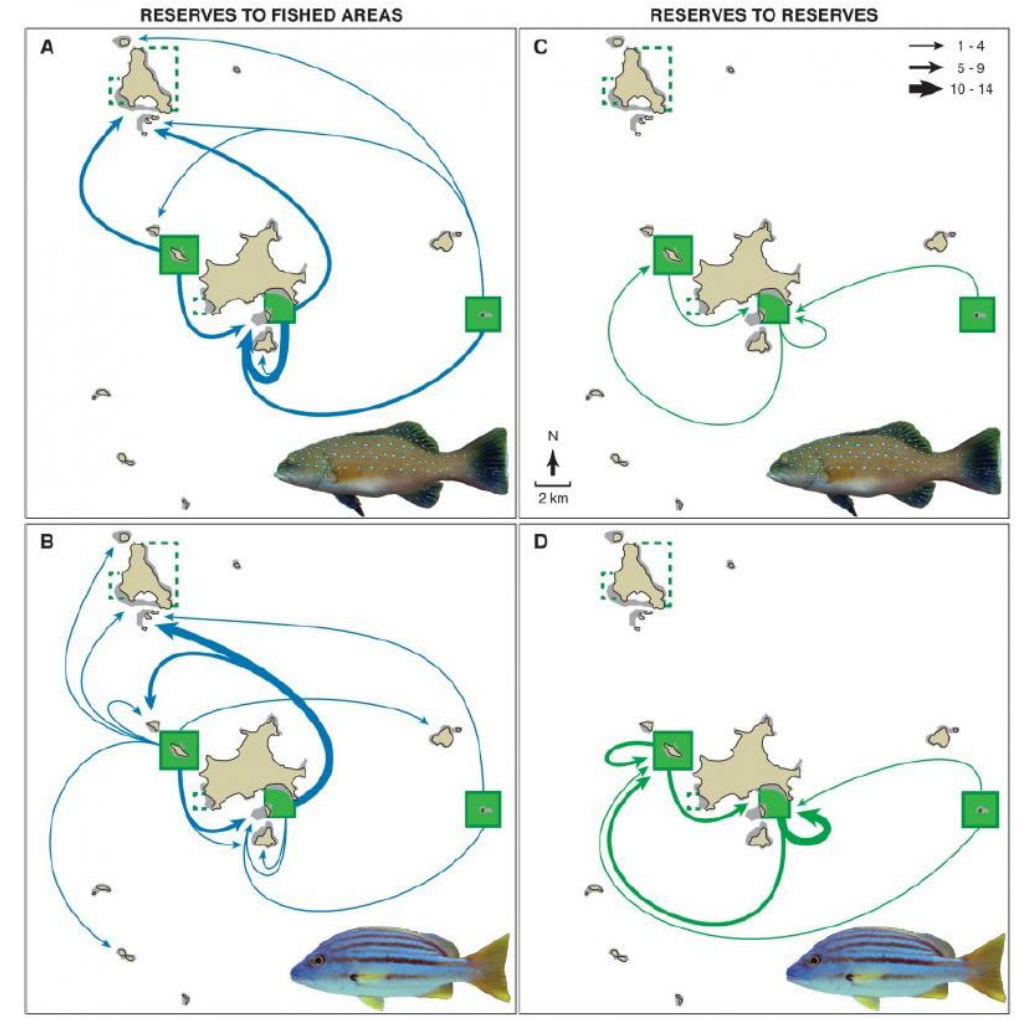 RESERVES TO FISHED AREAS
RESERVES TO RESERVES
A
C
1 - 4
5 - 9
10 - 14
N
2 km
B
D